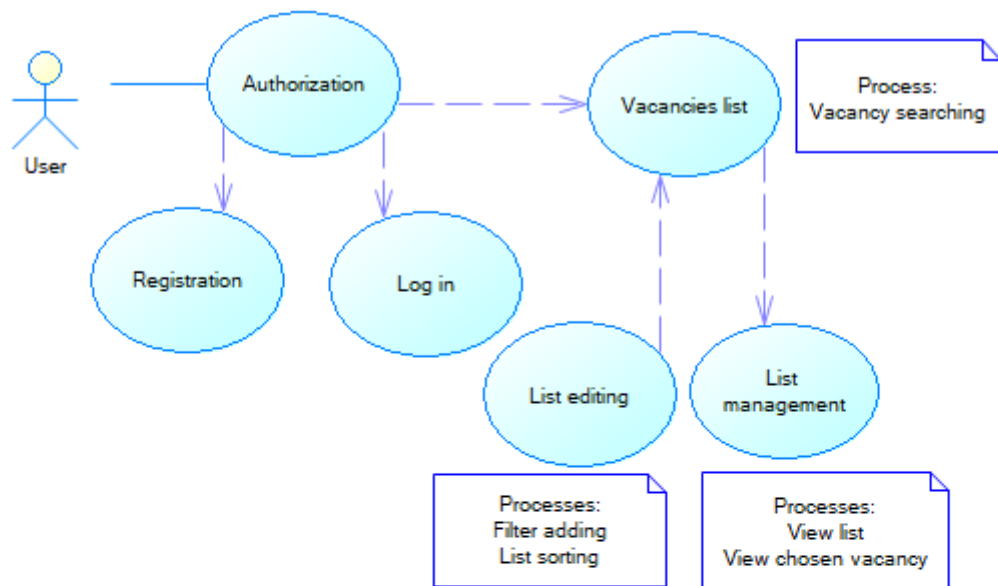 Authorization
Vacancies list
Process:
Vacancy searching
User
Registration
Log in
List editing
List
management
Processes:
Filter adding
List sorting
Processes:
View list
View chosen vacancy